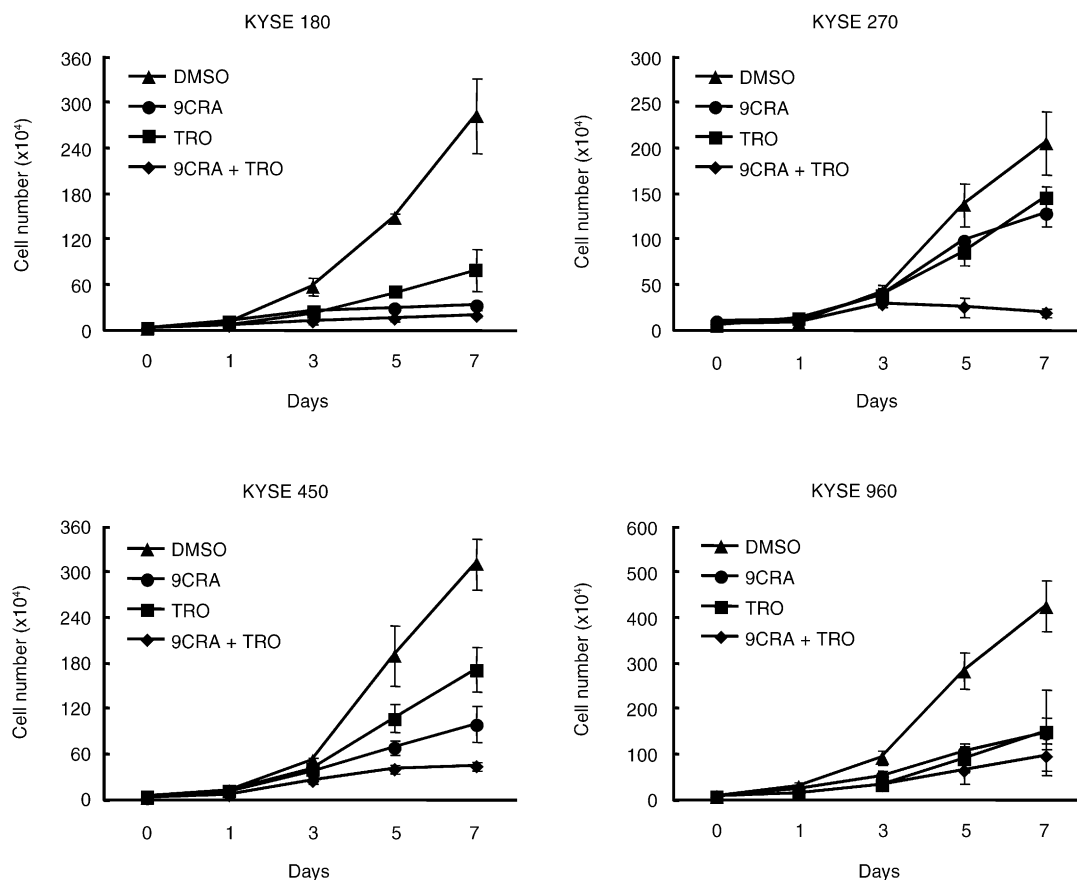 KYSE 180
Cell number (x10⁴)
360
300
240
180
120
60
0
DMSO
9CRA
TRO
9CRA + TRO
0 1 3 5 7
Days
KYSE 270
Cell number (x10⁴)
300
250
200
150
100
50
0
DMSO
9CRA
TRO
9CRA + TRO
0 1 3 5 7
Days
KYSE 450
Cell number (x10⁴)
360
300
240
180
120
60
0
DMSO
9CRA
TRO
9CRA + TRO
0 1 3 5 7
Days
KYSE 960
Cell number (x10⁴)
600
500
400
300
200
100
0
DMSO
9CRA
TRO
9CRA + TRO
0 1 3 5 7
Days